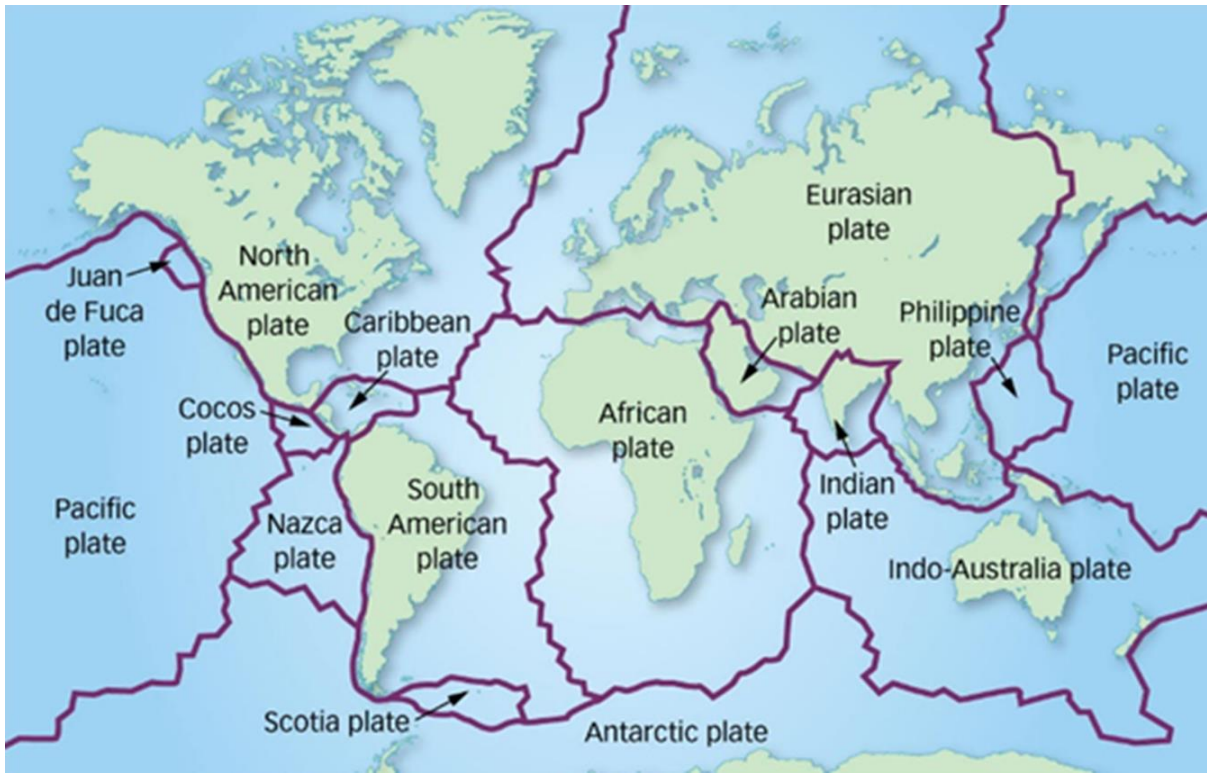 Eurasian
plate
North
American
plate
Juan
de Fuca
plate
Caribbean
plate
Arabian
plate
Philippine
plate
Pacific
plate
Cocos
plate
African
plate
Indian
plate
South
American
plate
Nazca
plate
Pacific
plate
Indo-Australia plate
Scotia plate
Antarctic plate